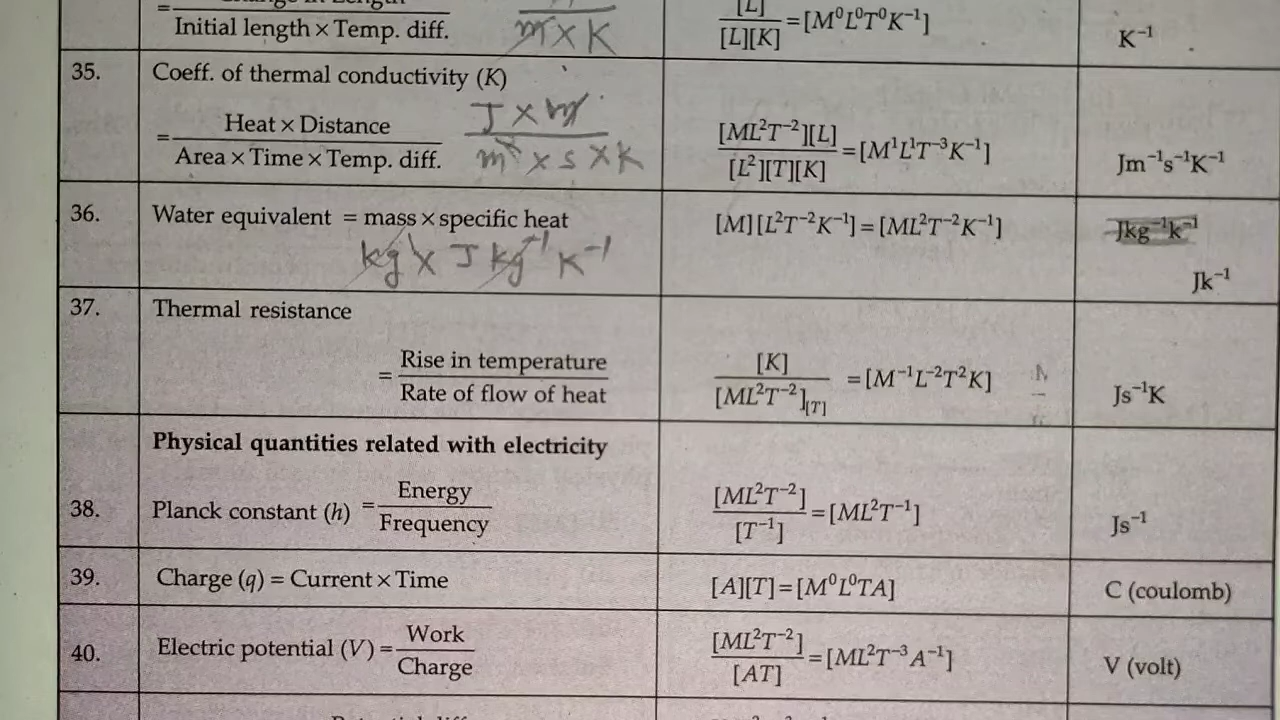 =
Initial length × Temp. diff. m × K [L][K] =[M⁰L⁰T⁰K⁻¹] K⁻¹
35. Coeff. of thermal conductivity (K)
= Heat × Distance J × m [ML²T⁻²][L] =[M¹L¹T⁻³K⁻¹] Jm⁻¹s⁻¹K⁻¹
Area × Time × Temp. diff. m² × s × K [L²][T][K]
36. Water equivalent = mass × specific heat [M][L²T⁻²K⁻¹] = [ML²T⁻²K⁻¹] Jkg⁻¹k⁻¹
kg × J kg⁻¹ K⁻¹ Jk⁻¹
37. Thermal resistance
= Rise in temperature [K] =[M⁻¹L⁻²T²K] Js⁻¹K
Rate of flow of heat [ML²T⁻²][T]
Physical quantities related with electricity
38. Planck constant (h) = Energy [ML²T⁻²] =[ML²T⁻¹] Js⁻¹
Frequency [T⁻¹]
39. Charge (q) = Current × Time [A][T]=[M⁰L⁰TA] C (coulomb)
40. Electric potential (V) = Work [ML²T⁻²] =[ML²T⁻³A⁻¹] V (volt)
Charge [AT]